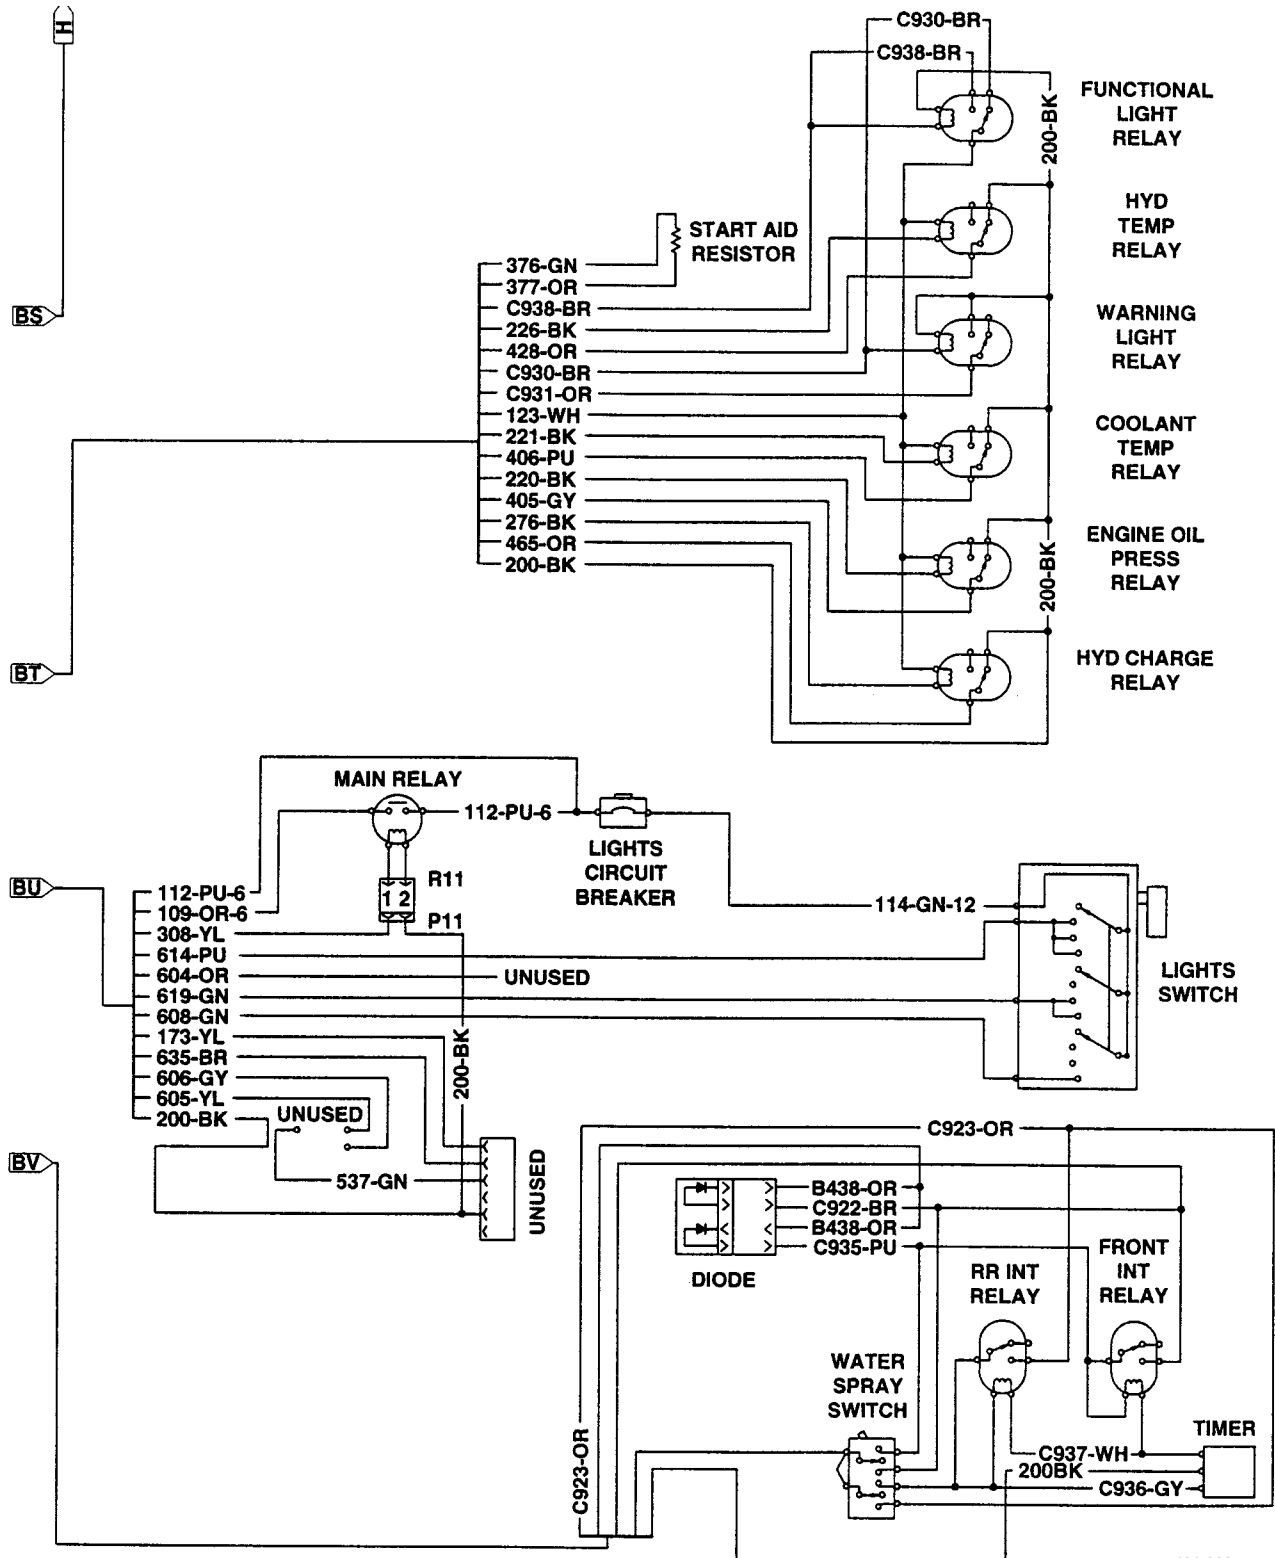 H
C930-BR
C938-BR
FUNCTIONAL
LIGHT
RELAY
200-BK
HYD
TEMP
RELAY
START AID
RESISTOR
376-GN
377-OR
C938-BR
226-BK
428-OR
C930-BR
C931-OR
123-WH
221-BK
406-PU
220-BK
405-GY
276-BK
465-OR
200-BK
BS
WARNING
LIGHT
RELAY
COOLANT
TEMP
RELAY
ENGINE OIL
PRESS
RELAY
200-BK
HYD CHARGE
RELAY
BT
MAIN RELAY
112-PU-6
LIGHTS
CIRCUIT
BREAKER
R11
1 2
P11
BU
112-PU-6
109-OR-6
308-YL
614-PU
604-OR
619-GN
608-GN
173-YL
635-BR
606-GY
605-YL
200-BK
UNUSED
114-GN-12
LIGHTS
SWITCH
200-BK
UNUSED
537-GN
UNUSED
BV
C923-OR
B438-OR
C922-BR
B438-OR
C935-PU
DIODE
RR INT
RELAY
FRONT
INT
RELAY
WATER
SPRAY
SWITCH
C923-OR
TIMER
C937-WH
200BK
C936-GY